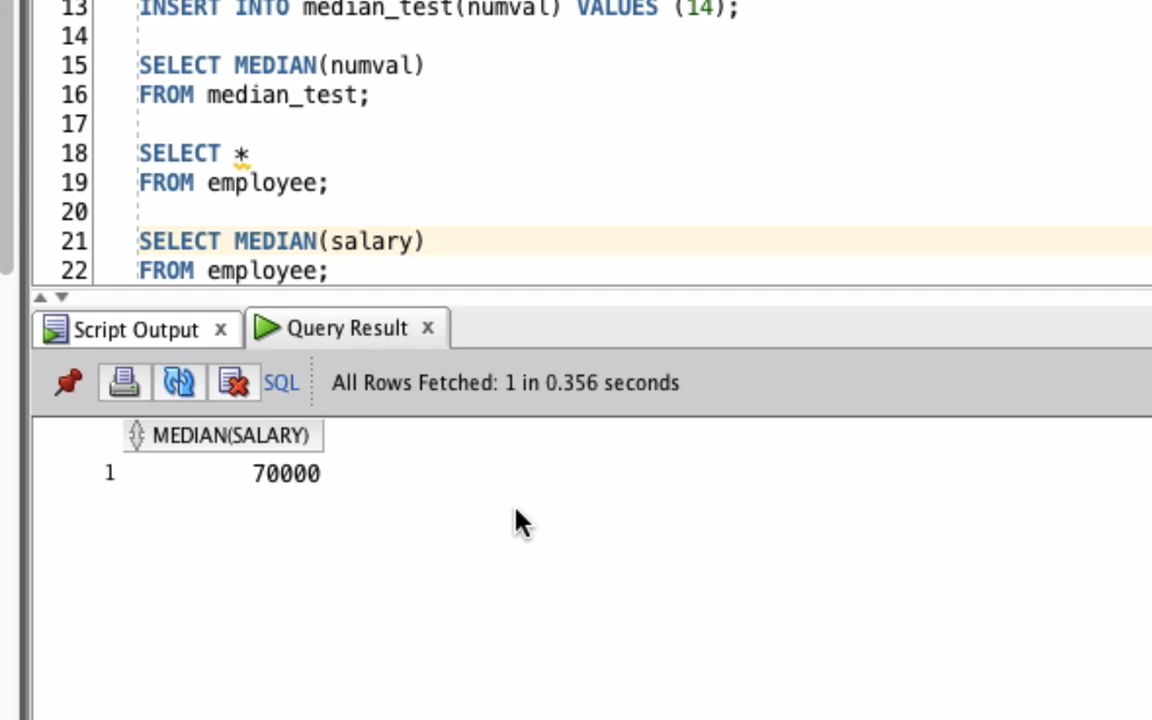 13 INSERT INTO median_test(numval) VALUES (14);
14
15 SELECT MEDIAN(numval)
16 FROM median_test;
17
18 SELECT *
19 FROM employee;
20
21 SELECT MEDIAN(salary)
22 FROM employee;
Script Output x Query Result x
SQL All Rows Fetched: 1 in 0.356 seconds
MEDIAN(SALARY)
1 70000